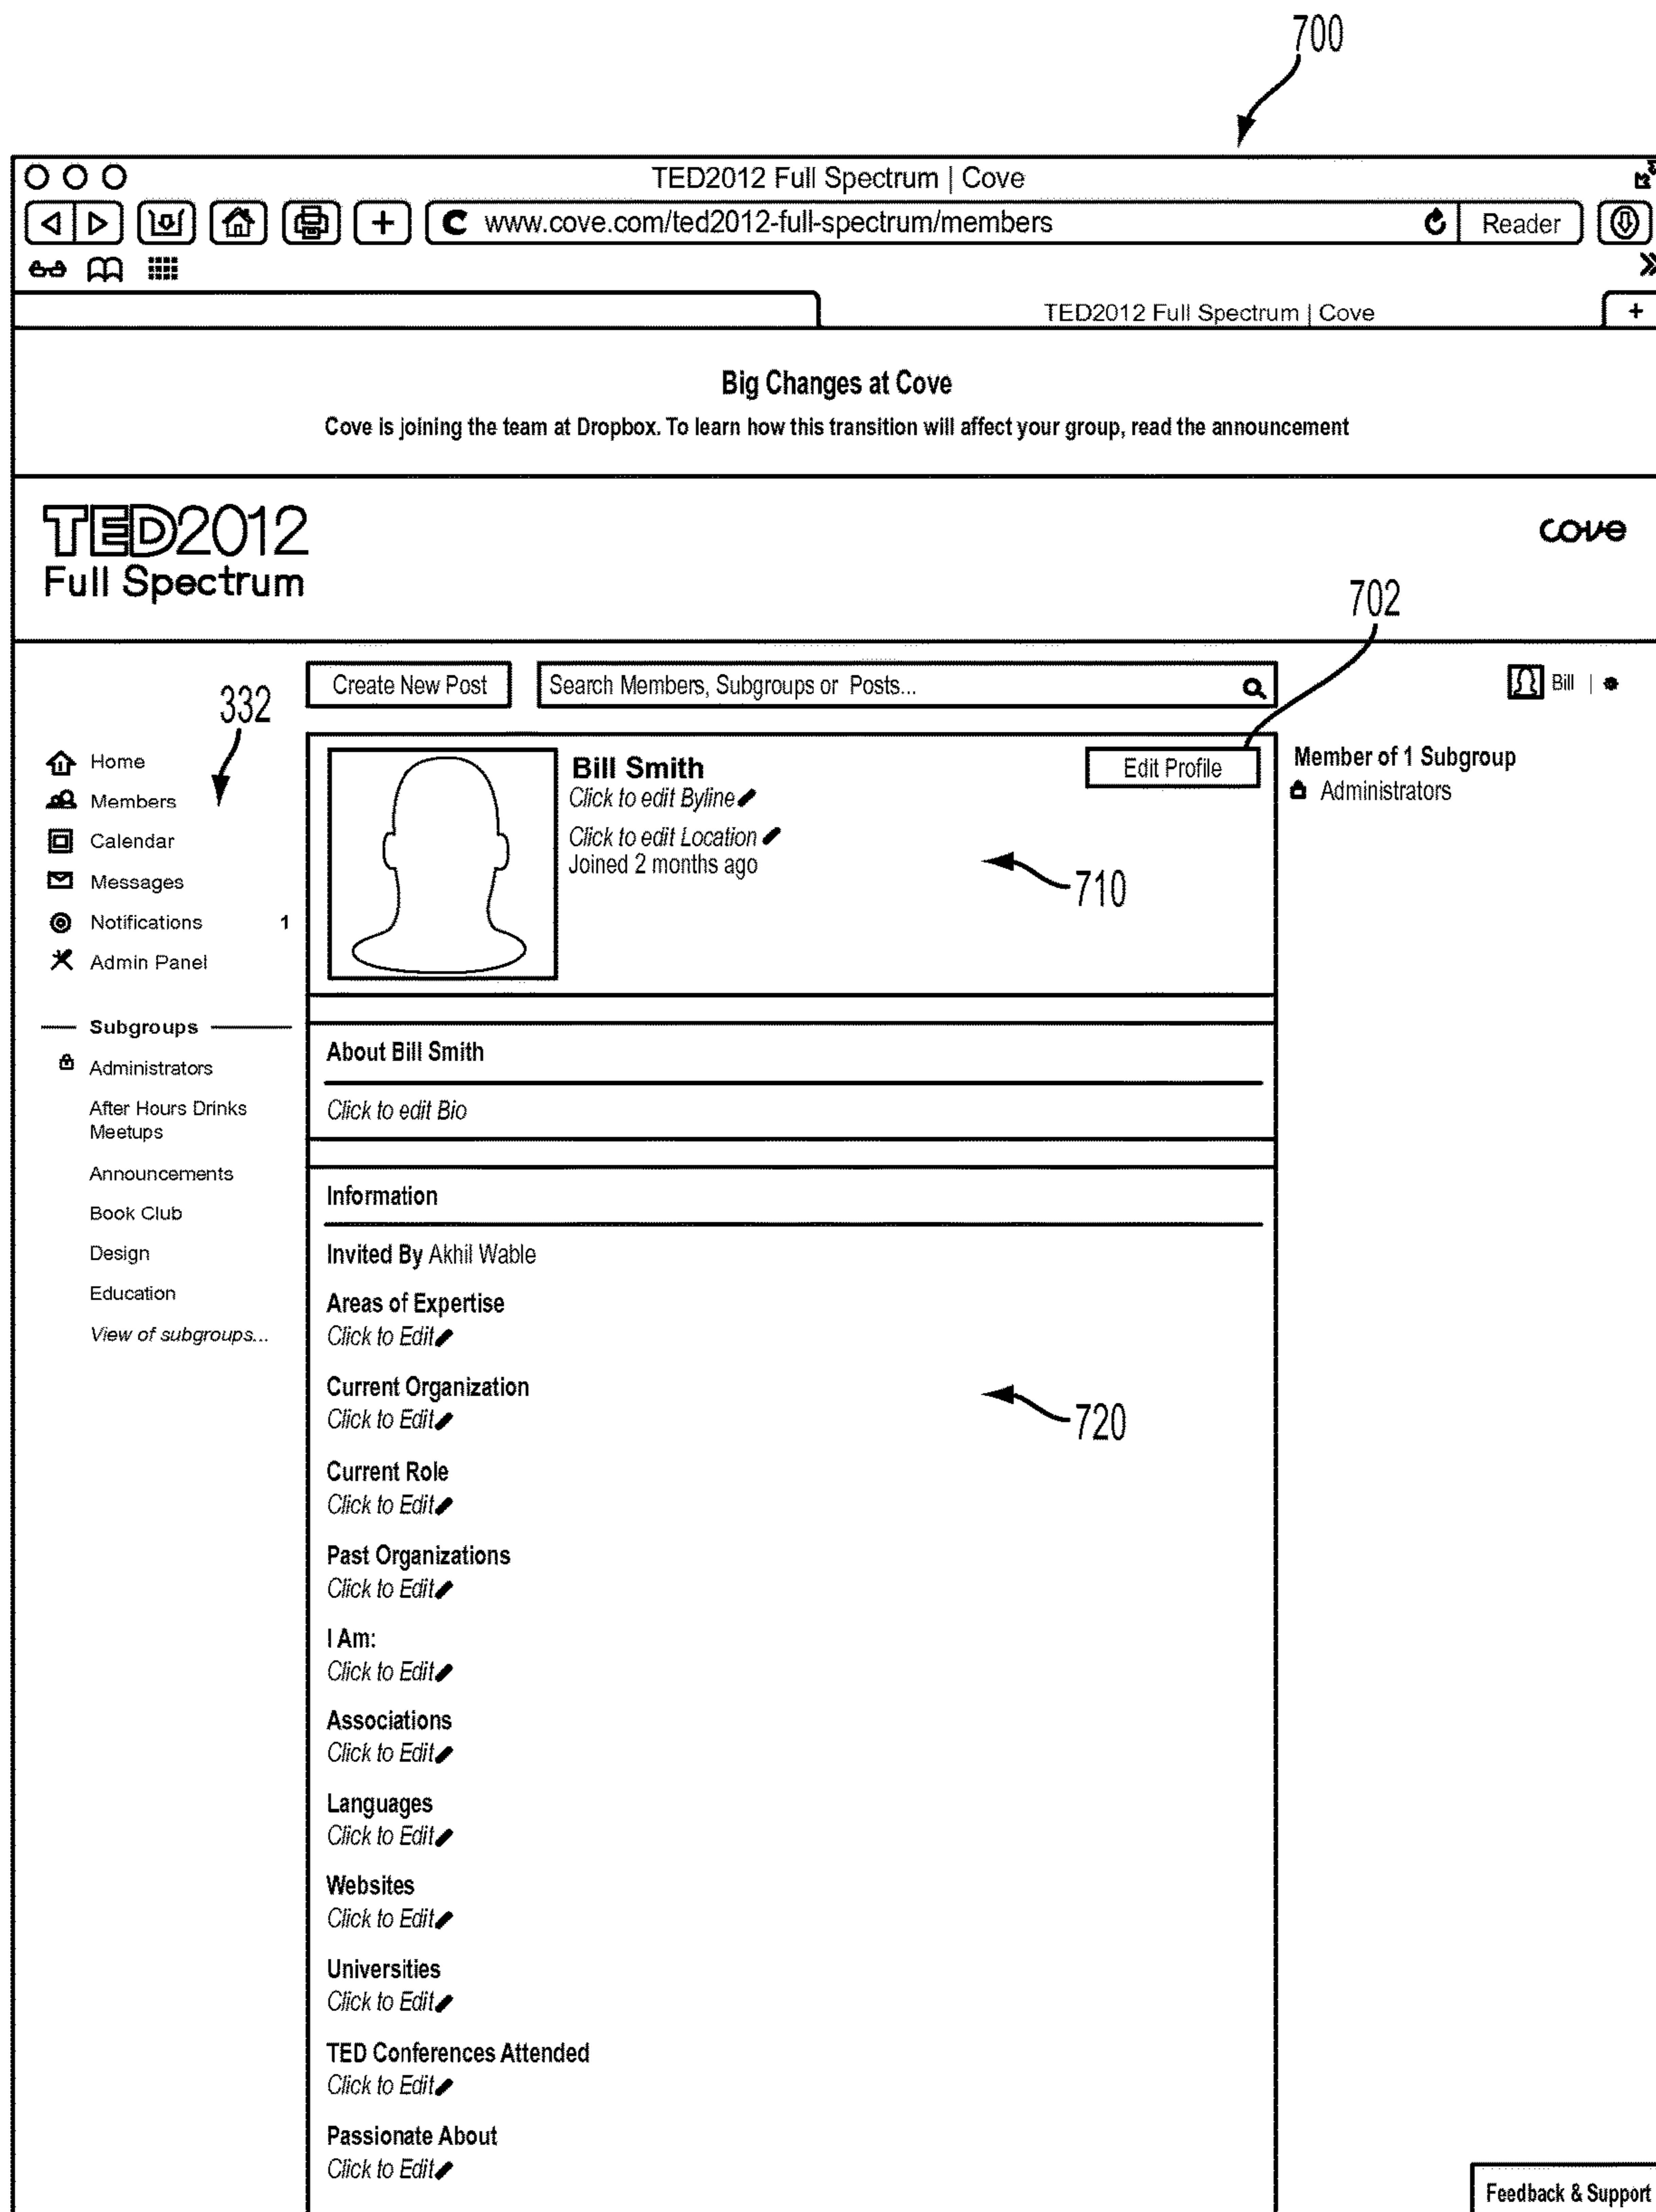 700
TED2012 Full Spectrum | Cove
www.cove.com/ted2012-full-spectrum/members
Reader
TED2012 Full Spectrum | Cove
+
Big Changes at Cove
Cove is joining the team at Dropbox. To learn how this transition will affect your group, read the announcement
TED2012
Full Spectrum
cove
702
332
Create New Post
Search Members, Subgroups or Posts...
Bill |
Home
Members
Calendar
Messages
Notifications 1
Admin Panel
Subgroups
Administrators
After Hours Drinks
Meetups
Announcements
Book Club
Design
Education
View of subgroups...
Bill Smith
Click to edit Byline
Click to edit Location
Joined 2 months ago
Edit Profile
710
Member of 1 Subgroup
Administrators
About Bill Smith
Click to edit Bio
Information
Invited By Akhil Wable
Areas of Expertise
Click to Edit
Current Organization
Click to Edit
720
Current Role
Click to Edit
Past Organizations
Click to Edit
I Am:
Click to Edit
Associations
Click to Edit
Languages
Click to Edit
Websites
Click to Edit
Universities
Click to Edit
TED Conferences Attended
Click to Edit
Passionate About
Click to Edit
Feedback & Support